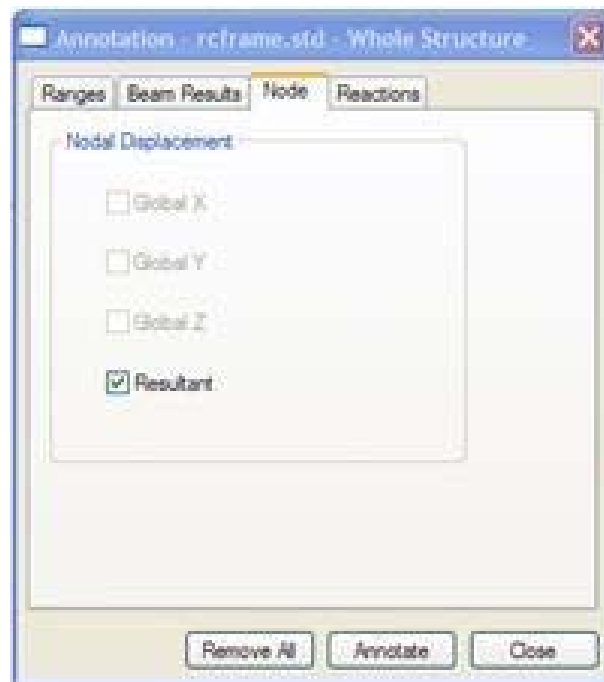 Annotation - rcframe.std - Whole Structure
Ranges Beam Results Node Reactions
Nodal Displacement
Global X
Global Y
Global Z
Resultant
Remove All Annotate Close